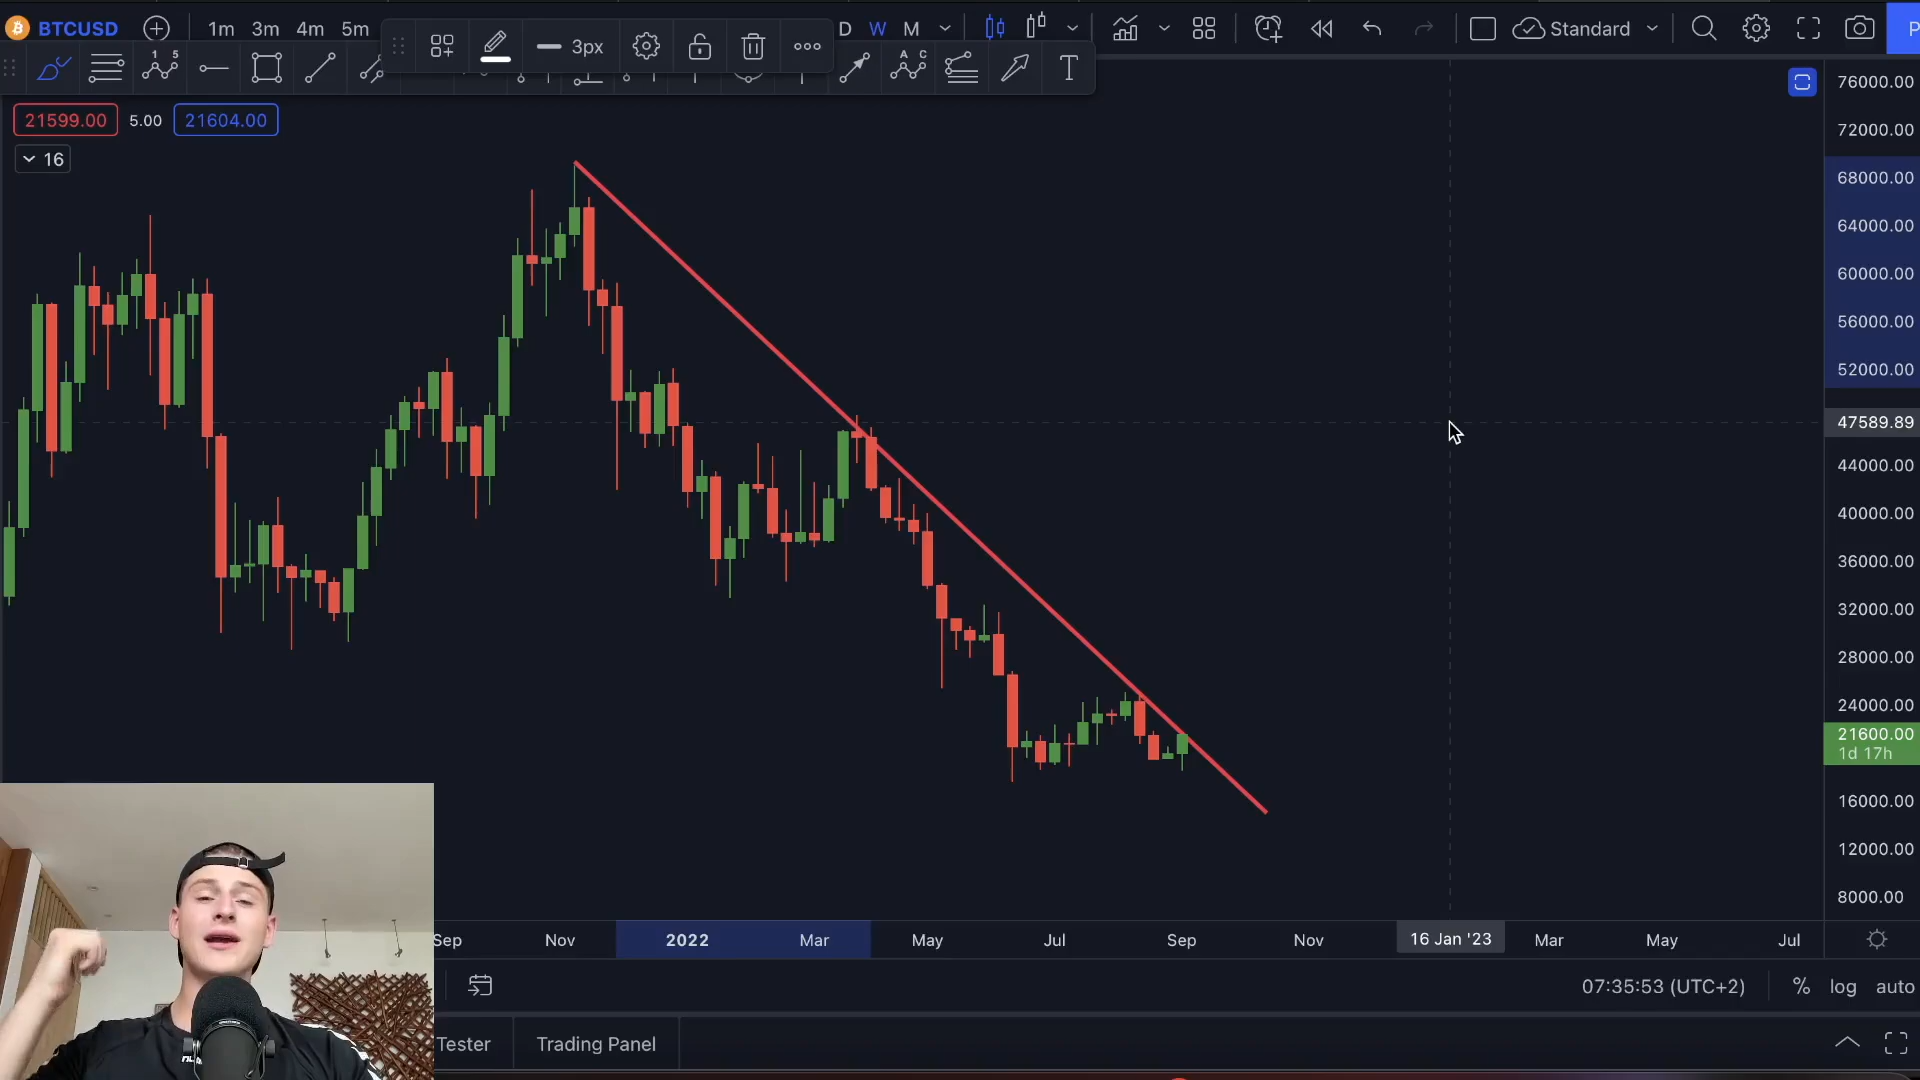 BTCUSD 1m 3m 4m 5m 3px D W M Standard P
1 5 A C T
21599.00 5.00 21604.00
16
76000.00
72000.00
68000.00
64000.00
60000.00
56000.00
52000.00
47589.89
44000.00
40000.00
36000.00
32000.00
28000.00
24000.00
21600.00
1d 17h
16000.00
12000.00
8000.00
Sep Nov 2022 Mar May Jul Sep Nov 16 Jan '23 Mar May Jul
07:35:53 (UTC+2) % log auto
Tester Trading Panel